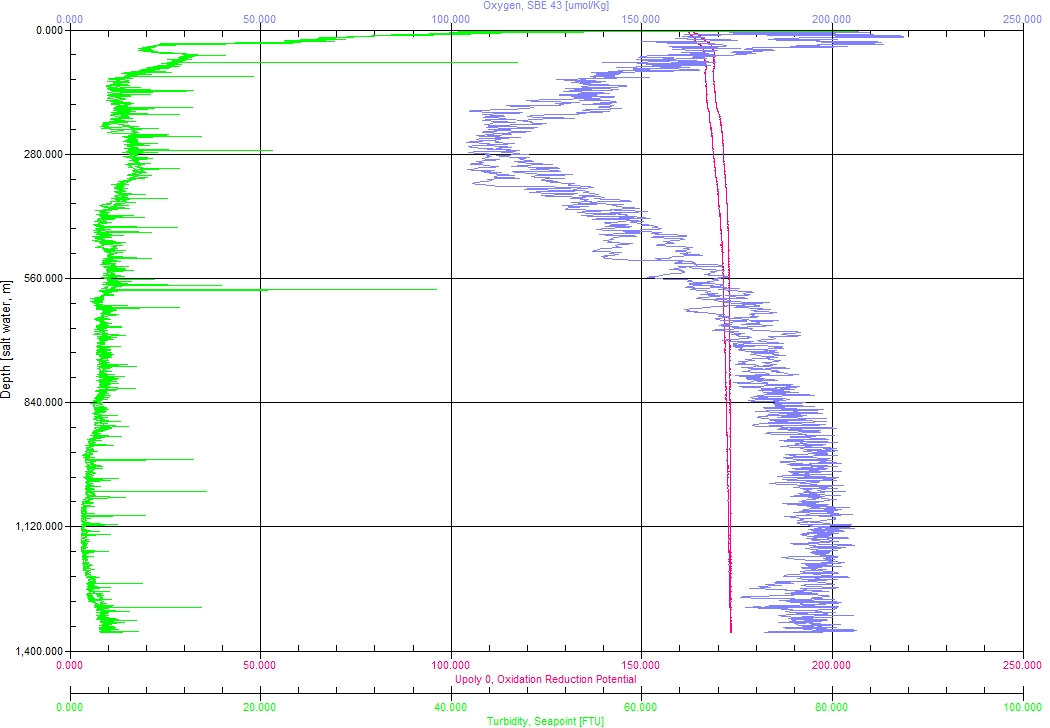 Oxygen, SBE 43 [umol/Kg]
0.000 50.000 100.000 150.000 200.000 250.000
0.000
280.000
560.000
Depth [salt water, m]
840.000
1,120.000
1,400.000
0.000 50.000 100.000 150.000 200.000 250.000
Upoly 0, Oxidation Reduction Potential
0.000 20.000 40.000 60.000 80.000 100.000
Turbidity, Seapoint [FTU]